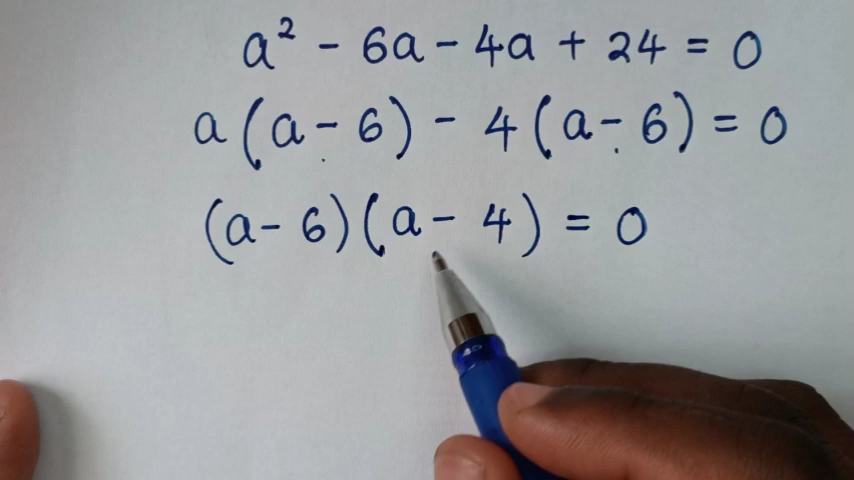 a² - 6a - 4a + 24 = 0
a(a - 6) - 4(a - 6) = 0
(a - 6)(a - 4) = 0